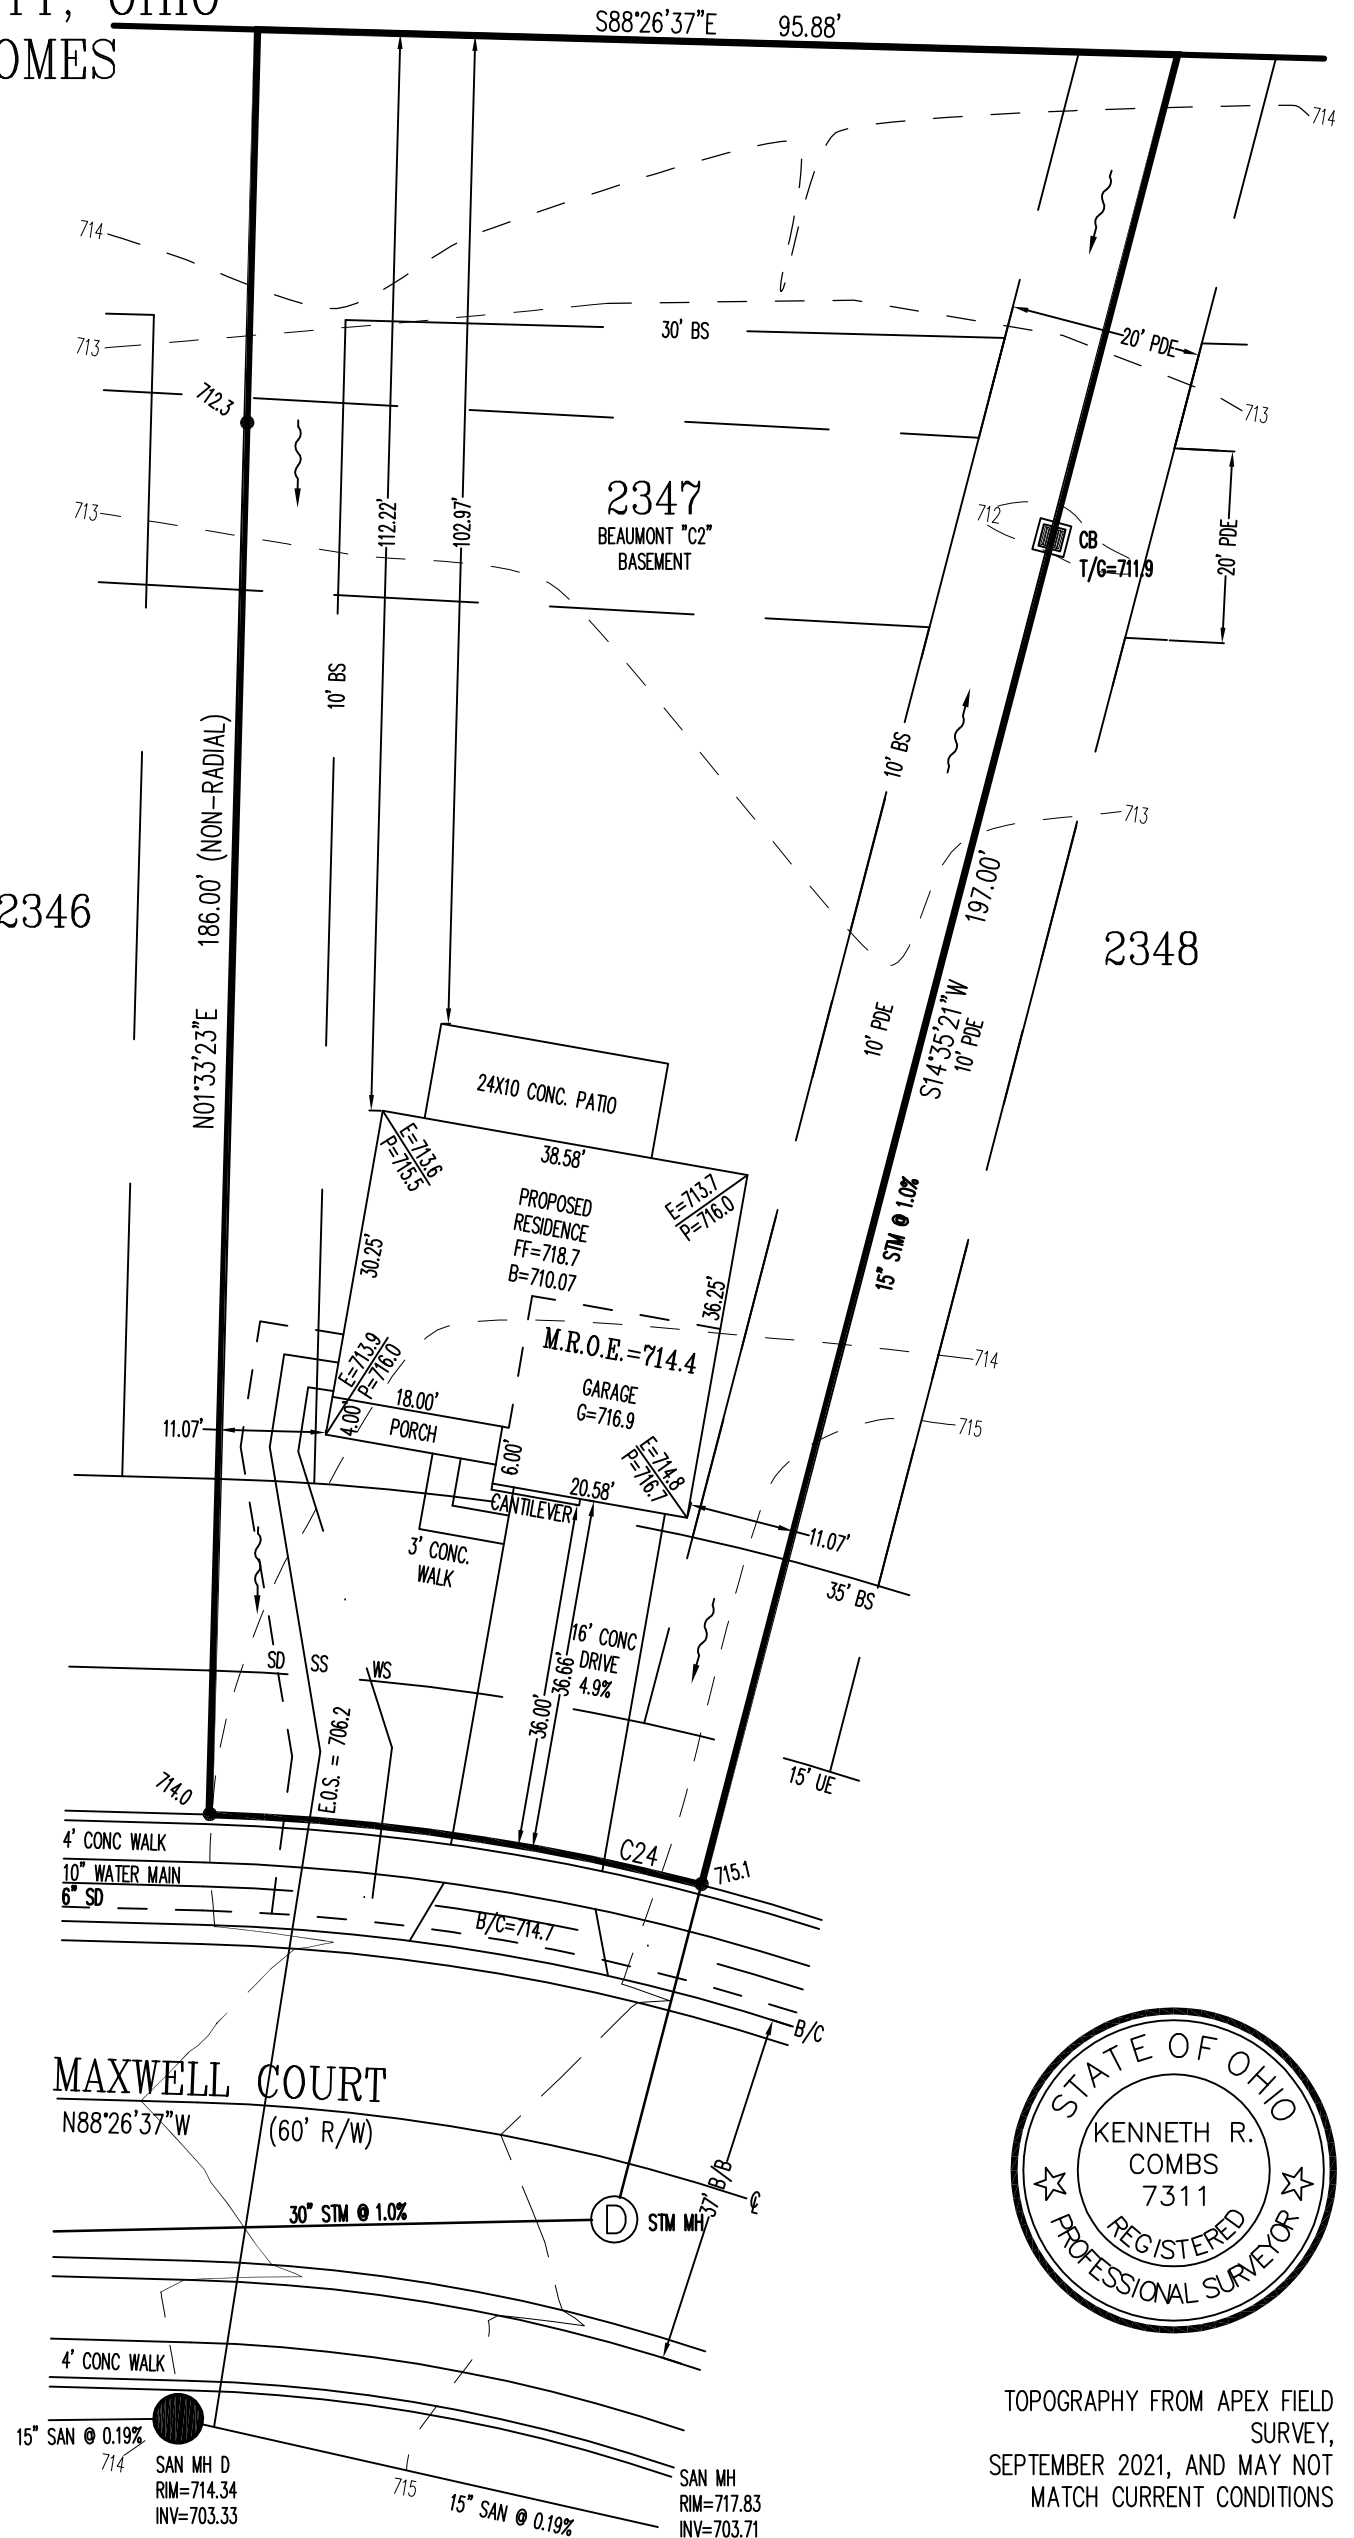 OHIO
OMES
S88°26'37"E 95.88'
714
714
30' BS
20' PDE
713
712.3
713
713
2347
BEAUMONT "C2"
BASEMENT
112.22'
102.97'
712
CB
T/G=711.9
20' PDE
10' BS
10' BS
186.00' (NON-RADIAL)
N01°33'23"E
713
197.00'
S14°35'21"W
2346
2348
10' PDE
10' PDE
24X10 CONC. PATIO
E=713.6
P=715.5
38.58'
E=713.7
P=716.0
PROPOSED
RESIDENCE
FF=718.7
B=710.07
30.25'
36.25'
15" STM @ 1.0%
M.R.O.E.=714.4
714
E=713.9
P=716.0
GARAGE
G=716.9
18.00'
4.00'
PORCH
715
11.07'
6.00'
E=714.8
P=716.7
20.58'
CANTILEVER
11.07'
3' CONC.
WALK
35' BS
16' CONC
DRIVE
4.9%
SD SS WS
36.66'
36.00'
E.O.S. = 706.2
15' UE
714.0
C24
715.1
4' CONC WALK
10" WATER MAIN
6" SD
B/C=714.7
B/C
MAXWELL COURT
N88°26'37"W (60' R/W)
37' B/B
℄
30" STM @ 1.0%
D
STM MH
STATE OF OHIO
KENNETH R.
COMBS
7311
REGISTERED
PROFESSIONAL SURVEYOR
4' CONC WALK
15" SAN @ 0.19%
714
SAN MH D
RIM=714.34
INV=703.33
715
15" SAN @ 0.19%
SAN MH
RIM=717.83
INV=703.71
TOPOGRAPHY FROM APEX FIELD
SURVEY,
SEPTEMBER 2021, AND MAY NOT
MATCH CURRENT CONDITIONS